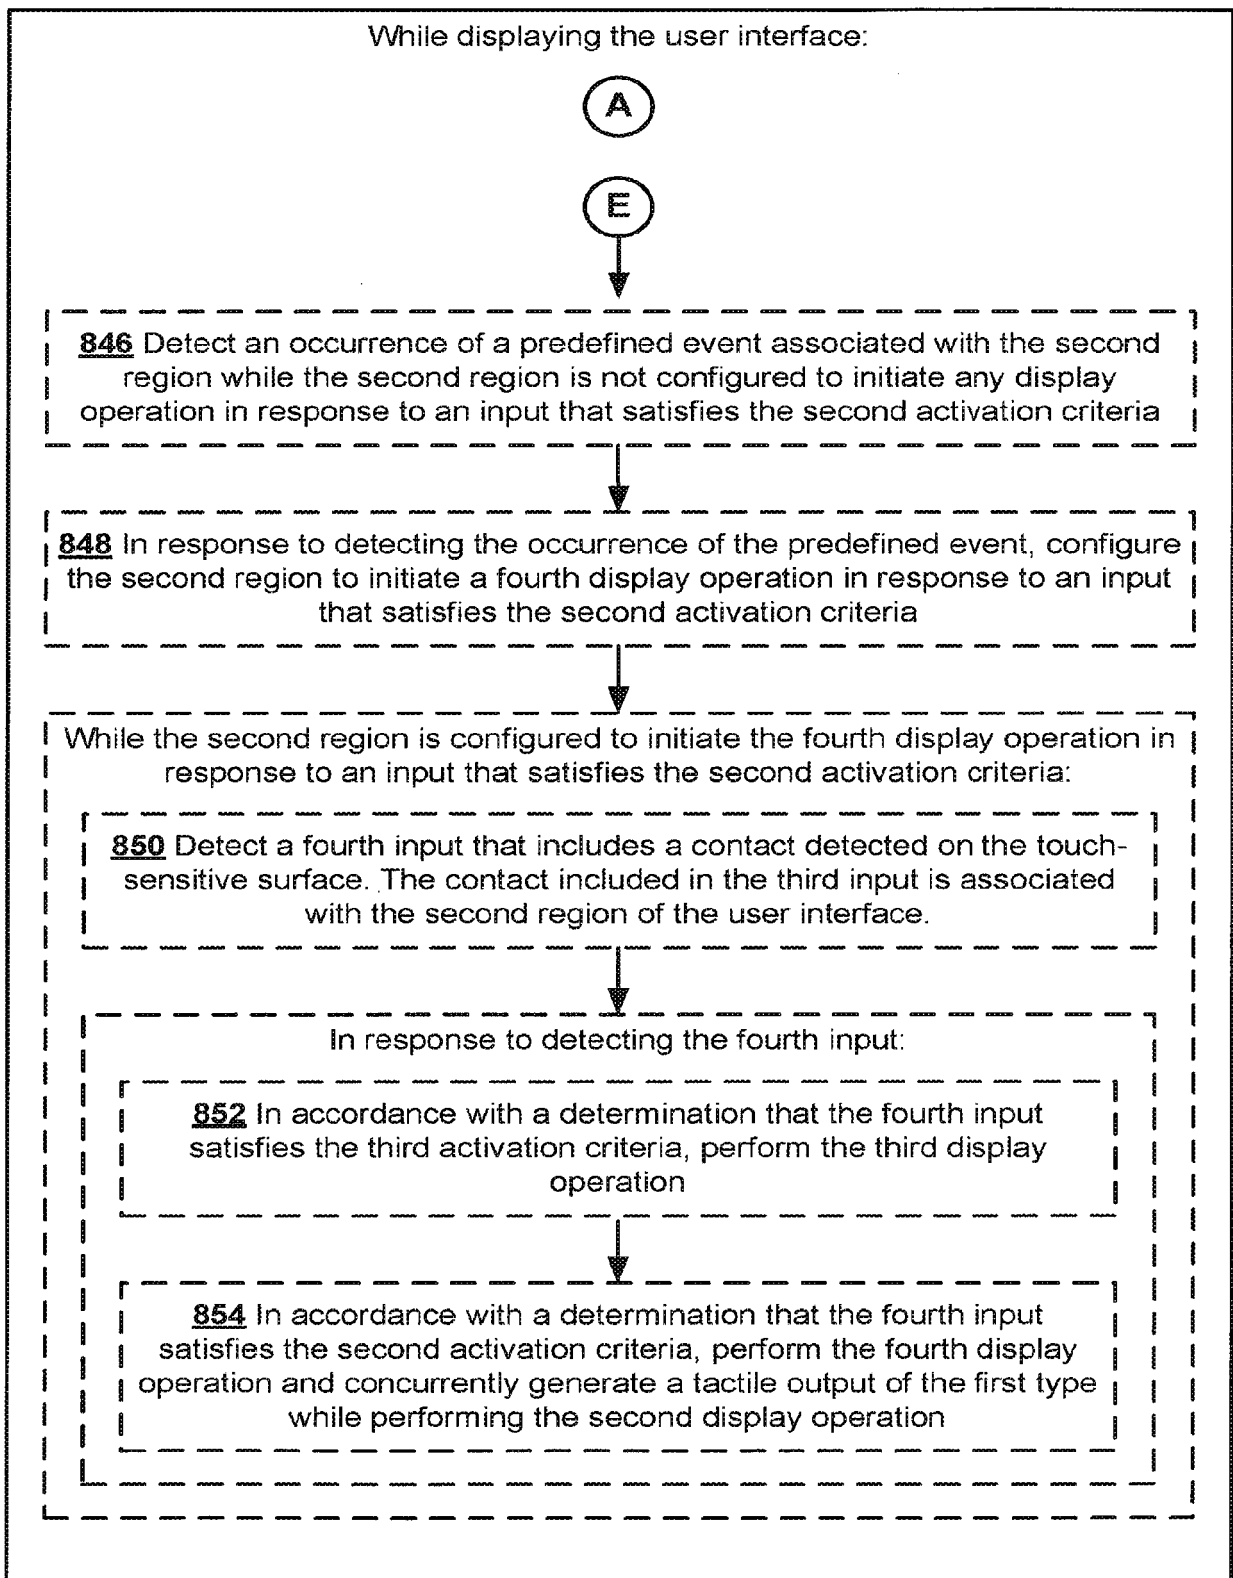 While displaying the user interface:
A
E
846 Detect an occurrence of a predefined event associated with the second
region while the second region is not configured to initiate any display
operation in response to an input that satisfies the second activation criteria
848 In response to detecting the occurrence of the predefined event, configure
the second region to initiate a fourth display operation in response to an input
that satisfies the second activation criteria
While the second region is configured to initiate the fourth display operation in
response to an input that satisfies the second activation criteria:
850 Detect a fourth input that includes a contact detected on the touch-
sensitive surface. The contact included in the third input is associated
with the second region of the user interface.
In response to detecting the fourth input:
852 In accordance with a determination that the fourth input
satisfies the third activation criteria, perform the third display
operation
854 In accordance with a determination that the fourth input
satisfies the second activation criteria, perform the fourth display
operation and concurrently generate a tactile output of the first type
while performing the second display operation